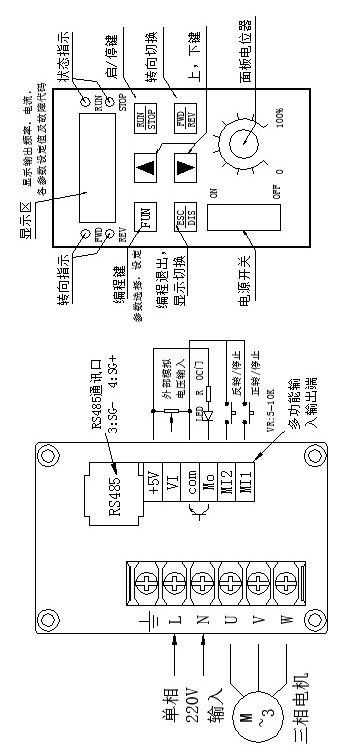 显示区
显示输出频率，电流，
各参数设定值及故障代码
状态指示
启/停键
转向切换
上，下键
面板电位器
RUN
STOP
FWD
REV
RUN
STOP
FWD
REV
FUN
ESC
DIS
ON
OFF
0
100%
转向指示
编程键
参数选择，设定
编程退出，
显示切换
电源开关
RS485通讯口
3:SG- 4:SG+
RS485
+5V
VI
com
Mo
MI2
MI1
外部模拟
电压输入
LED R OC门
反转/停止
正转/停止
VR:5-10K
多功能输
入输出端
L
N
U
V
W
单相
220V
输入
M
~3
三相电机